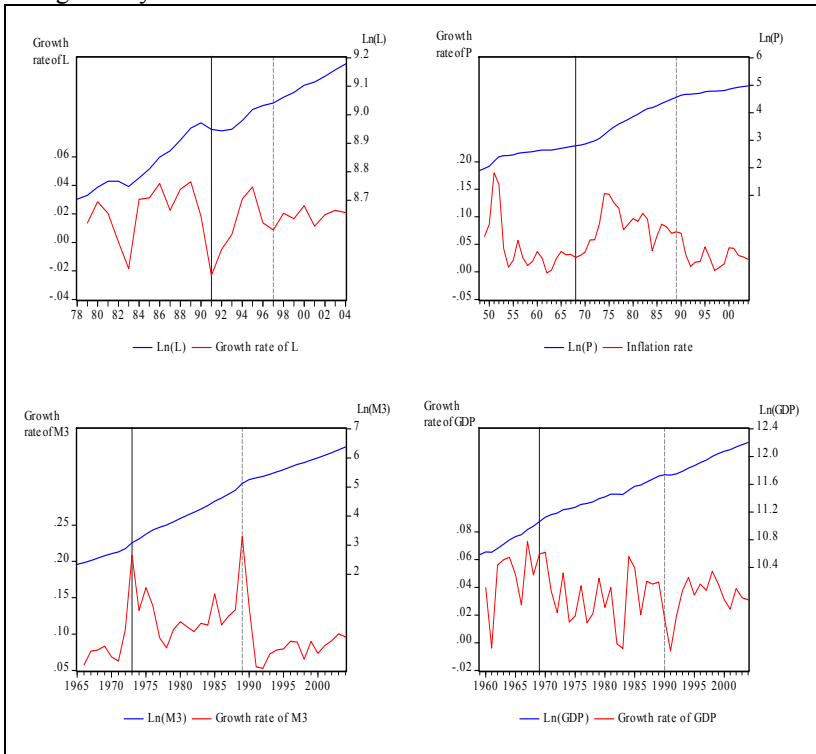 Growth
rate of L
Ln(L)
9.2
9.1
9.0
8.9
8.8
8.7
.06
.04
.02
.00
-.02
-.04
78 80 82 84 86 88 90 92 94 96 98 00 02 04
Ln(L) Growth rate of L
Growth
rate of P
Ln(P)
6
5
4
3
2
1
.20
.15
.10
.05
.00
-.05
50 55 60 65 70 75 80 85 90 95 00
Ln(P) Inflation rate
Growth
rate of M3
Ln(M3)
7
6
5
4
3
2
.25
.20
.15
.10
.05
1965 1970 1975 1980 1985 1990 1995 2000
Ln(M3) Growth rate of M3
Growth
rate of GDP
Ln(GDP)
12.4
12.0
11.6
11.2
10.8
10.4
.08
.06
.04
.02
.00
-.02
1960 1965 1970 1975 1980 1985 1990 1995 2000
Ln(GDP) Growth rate of GDP